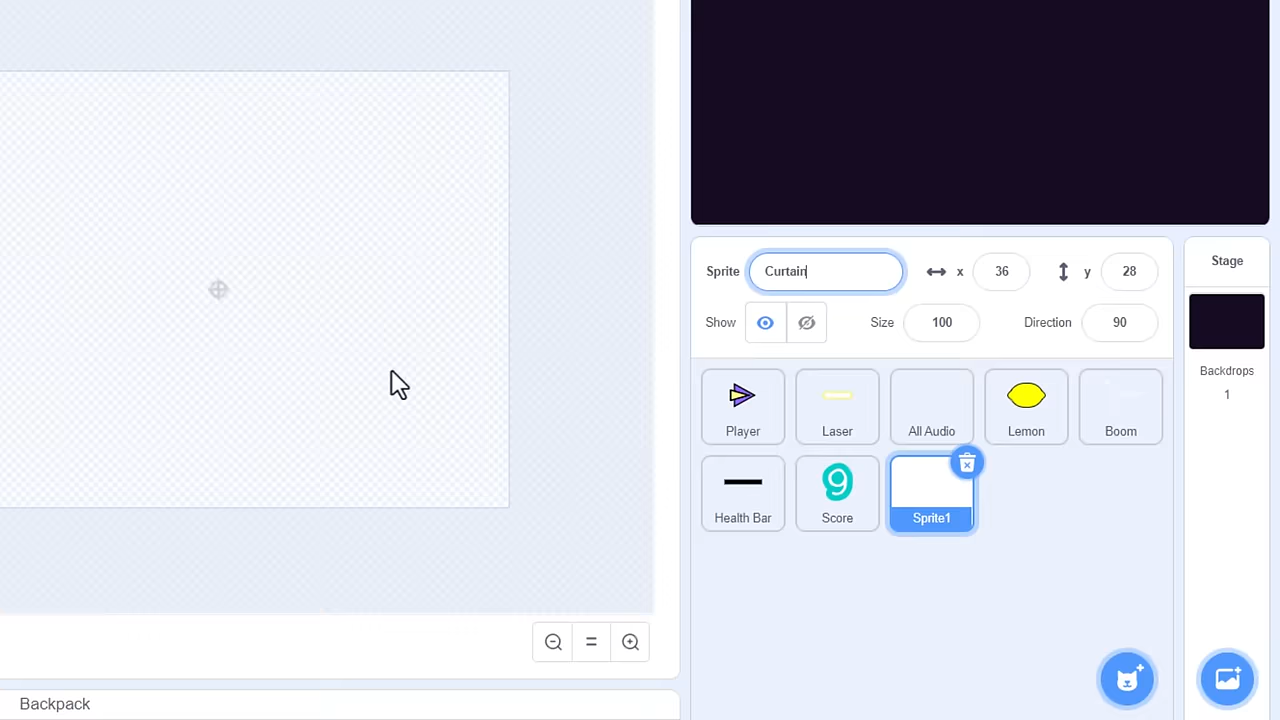 Sprite Curtain x 36 y 28
Show Size 100 Direction 90
Stage
Backdrops
1
Player Laser All Audio Lemon Boom
Health Bar Score Sprite1
9
Backpack